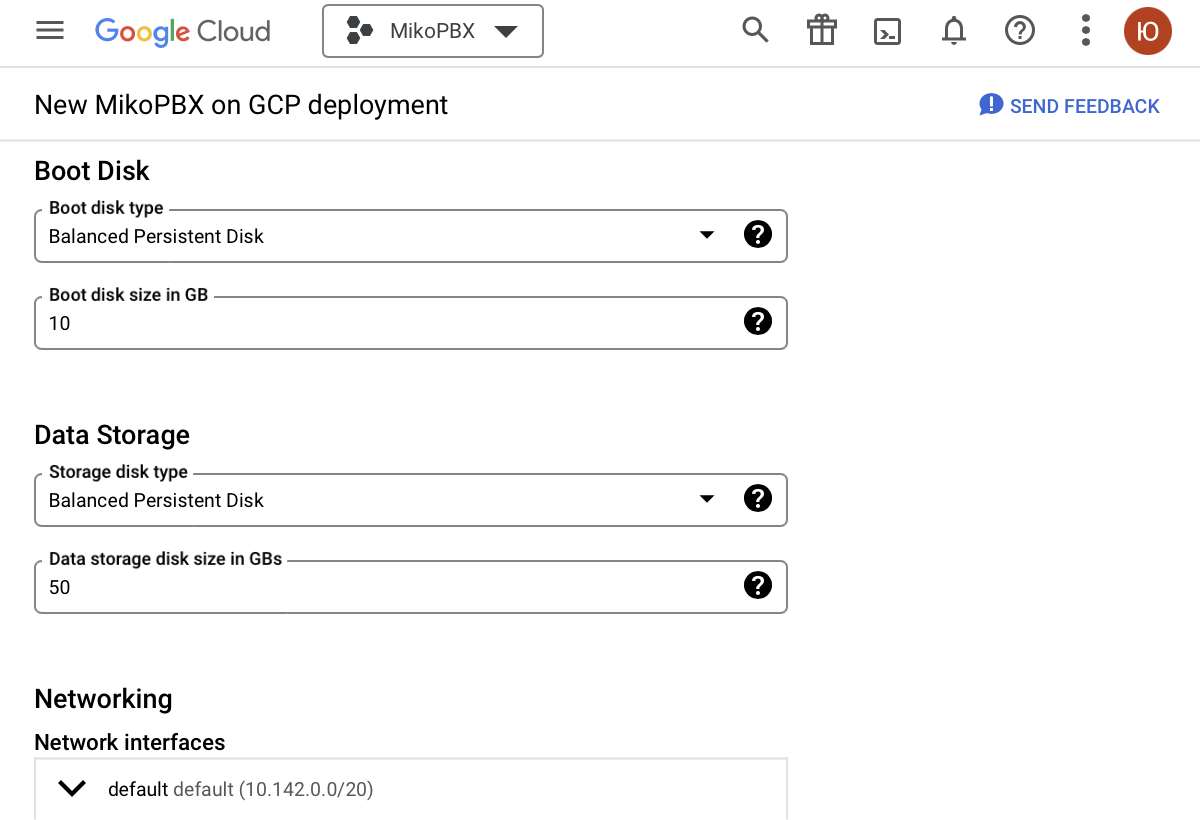 Google Cloud MikoPBX Ю
New MikoPBX on GCP deployment SEND FEEDBACK
Boot Disk
Boot disk type
Balanced Persistent Disk
Boot disk size in GB
10
Data Storage
Storage disk type
Balanced Persistent Disk
Data storage disk size in GBs
50
Networking
Network interfaces
default default (10.142.0.0/20)